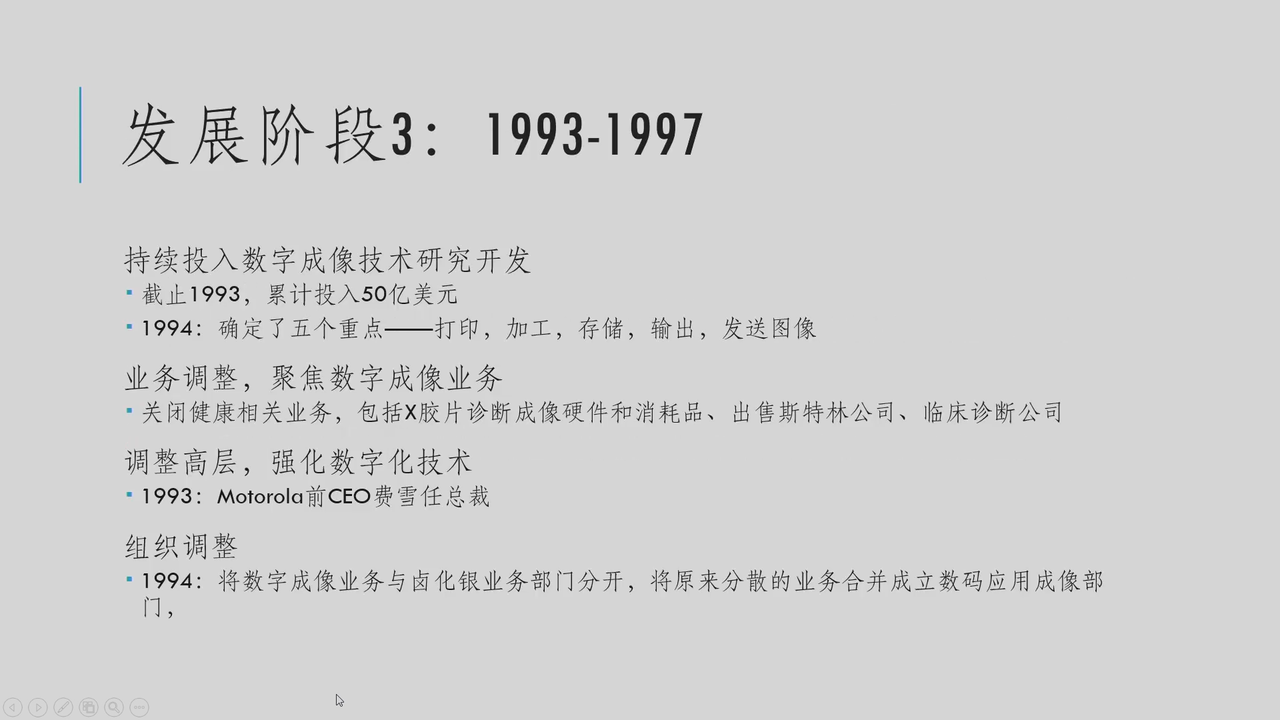 发展阶段3：1993-1997
持续投入数字成像技术研究开发
截止1993，累计投入50亿美元
1994：确定了五个重点——打印，加工，存储，输出，发送图像
业务调整，聚焦数字成像业务
关闭健康相关业务，包括X胶片诊断成像硬件和消耗品、出售斯特林公司、临床诊断公司
调整高层，强化数字化技术
1993：Motorola前CEO费雪任总裁
组织调整
1994：将数字成像业务与卤化银业务部门分开，将原来分散的业务合并成立数码应用成像部
门，